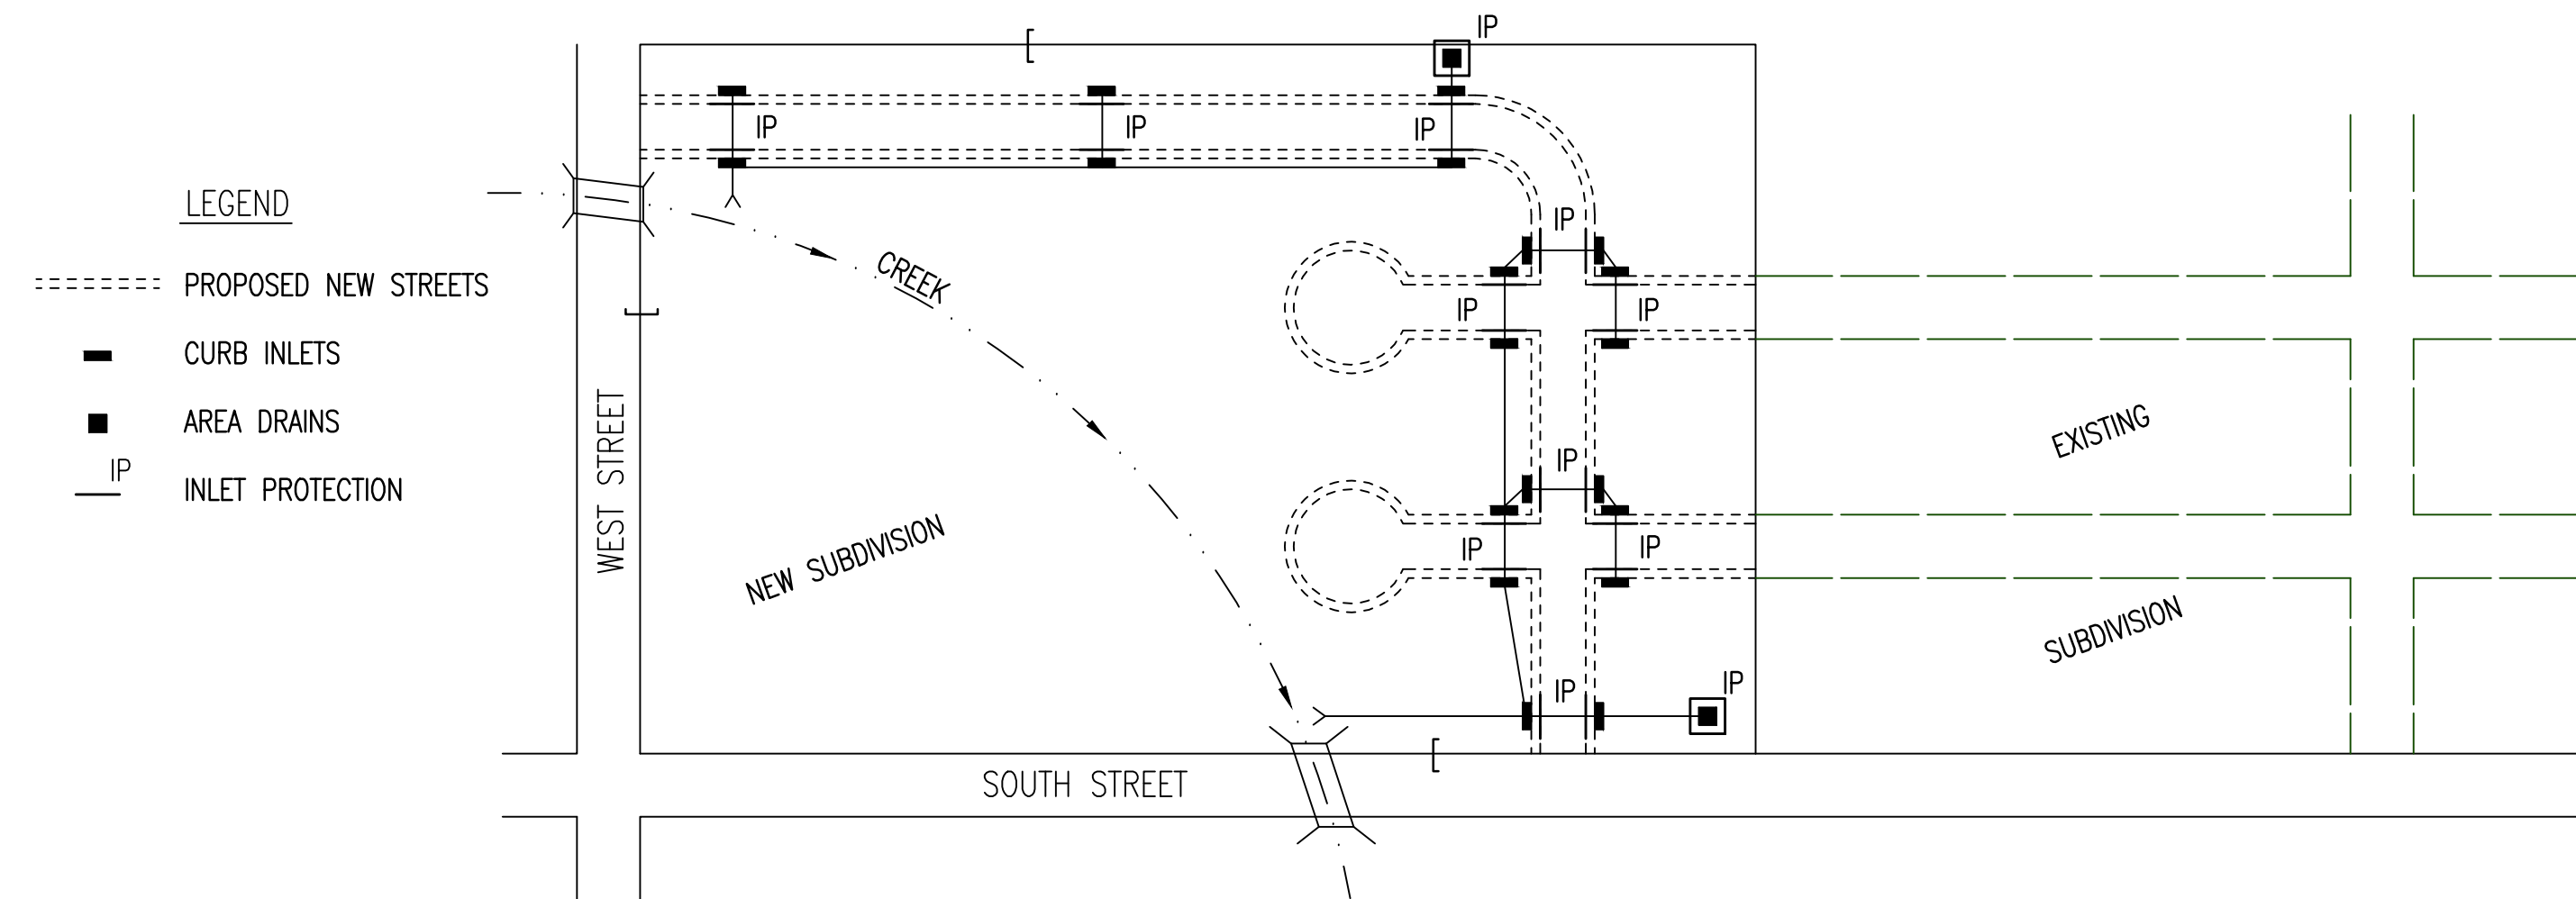 LEGEND
PROPOSED NEW STREETS
CURB INLETS
AREA DRAINS
IP
INLET PROTECTION
WEST STREET
IP
IP
IP
IP
CREEK
IP
IP
IP
NEW SUBDIVISION
IP
IP
IP
IP
IP
EXISTING
SUBDIVISION
SOUTH STREET